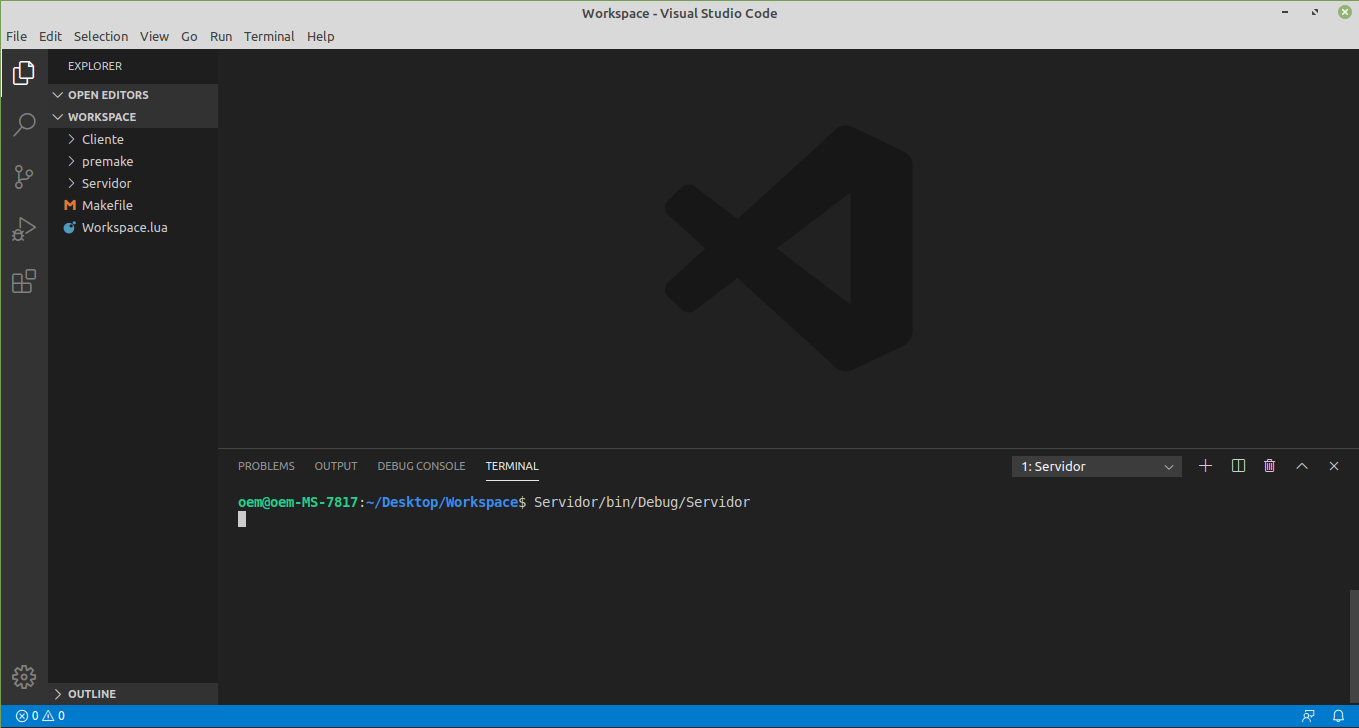 Workspace - Visual Studio Code
File Edit Selection View Go Run Terminal Help
EXPLORER
OPEN EDITORS
WORKSPACE
Cliente
premake
Servidor
Makefile
Workspace.lua
OUTLINE
PROBLEMS OUTPUT DEBUG CONSOLE TERMINAL 1: Servidor
oem@oem-MS-7817:~/Desktop/Workspace$ Servidor/bin/Debug/Servidor
0 0